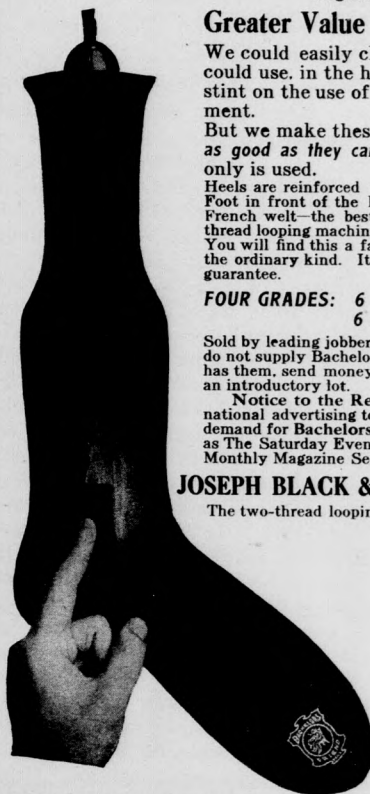 Greater Value
We could easily c
could use. in the h
stint on the use of
ment.
But we make thes
as good as they ca
only is used.
Heels are reinforced
Foot in front of the
French welt—the bes
thread looping machin
You will find this a fa
the ordinary kind. It
guarantee.
FOUR GRADES: 6
6
Sold by leading jobber
do not supply Bachelo
has them, send money
an introductory lot.
Notice to the Re
national advertising to
demand for Bachelors
as The Saturday Even
Monthly Magazine Se
JOSEPH BLACK &
The two-thread loopin
BACHELORS
FRIEND